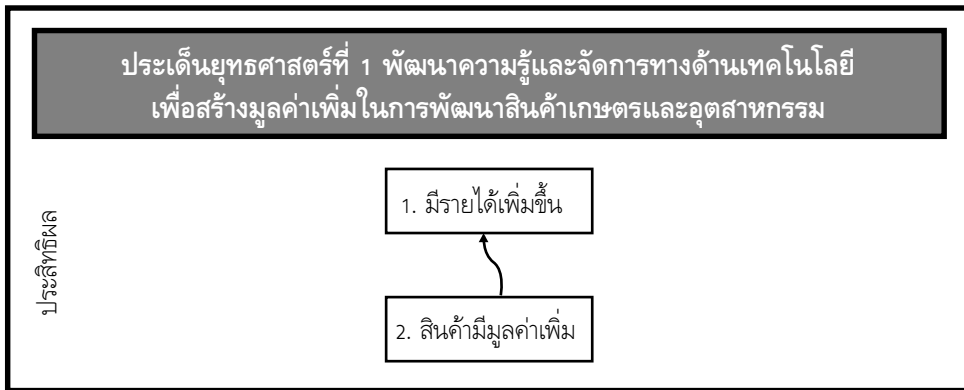 ประเด็นยุทธศาสตร์ที่ 1 พัฒนาความรู้และจัดการทางด้านเทคโนโลยี
เพื่อสร้างมูลค่าเพิ่มในการพัฒนาสินค้าเกษตรและอุตสาหกรรม
ประสิทธิผล
1. มีรายได้เพิ่มขึ้น
2. สินค้ามีมูลค่าเพิ่ม